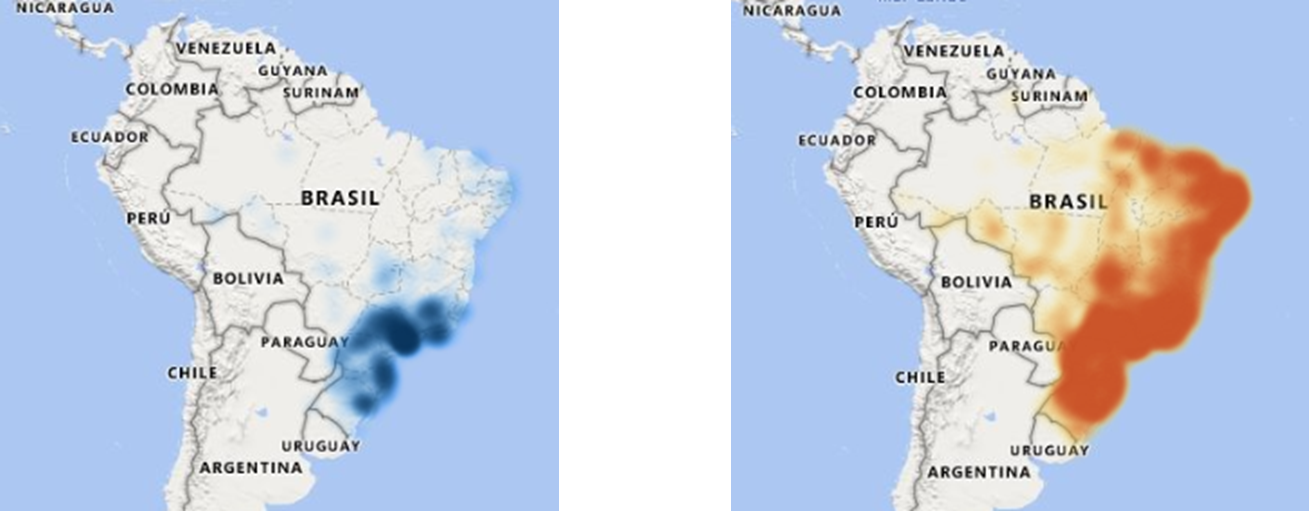 NICARAGUA
VENEZUELA
GUYANA
COLOMBIA
SURINAM
ECUADOR
BRASIL
PERÚ
BOLIVIA
PARAGUAY
CHILE
URUGUAY
ARGENTINA
NICARAGUA
VENEZUELA
GUYANA
COLOMBIA
SURINAM
ECUADOR
BRASIL
PERÚ
BOLIVIA
PARAGUA
CHILE
URUGUAY
ARGENTINA